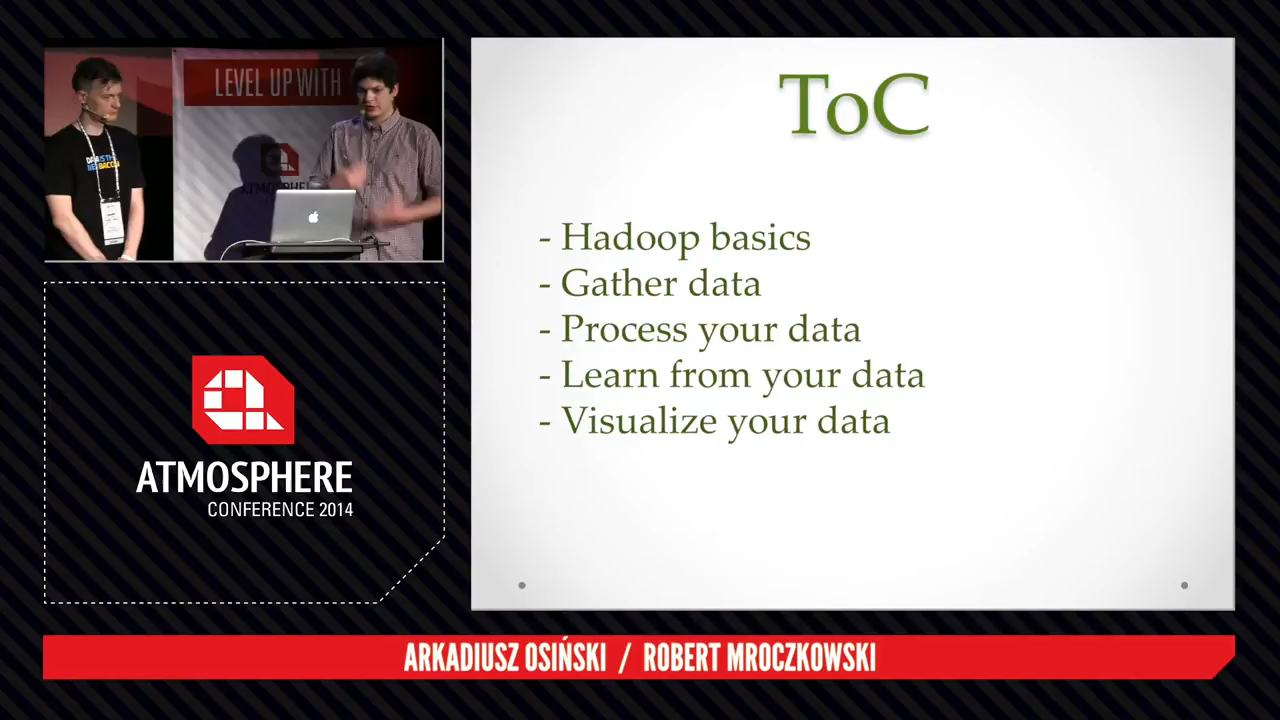 LEVEL UP WITH
ATMOSPHERE
CONFERENCE 2014
ToC
- Hadoop basics
- Gather data
- Process your data
- Learn from your data
- Visualize your data
ARKADIUSZ OSIŃSKI / ROBERT MROCZKOWSKI